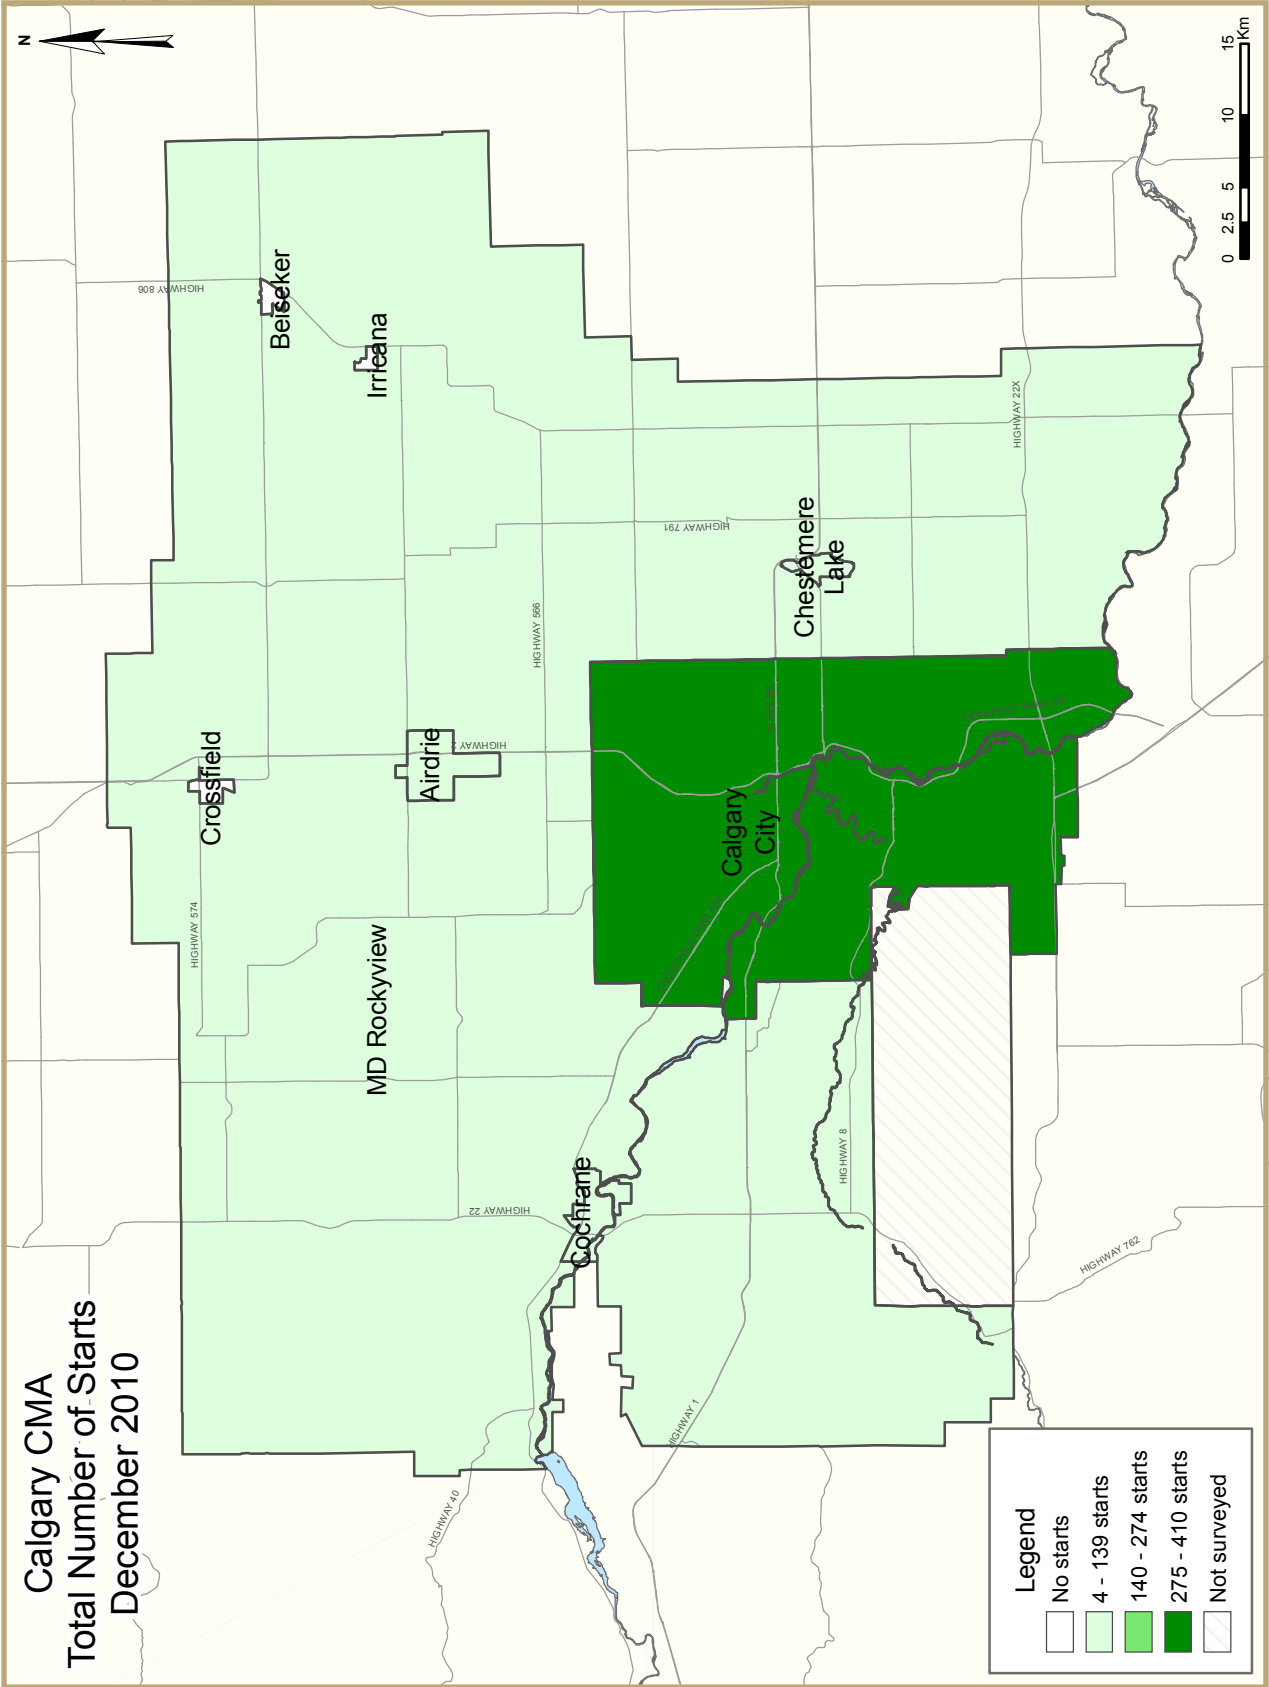 Calgary CMA
Total Number of Starts
December 2010
N
HIGHWAY 806
Beiseker
Irricana
Crossfield
HIGHWAY 574
Airdrie
HIGHWAY 2
HIGHWAY 566
HIGHWAY 791
HIGHWAY 22X
MD Rockyview
Chestermere
Lake
Calgary
City
HIGHWAY 22
Cochrane
HIGHWAY 8
HIGHWAY 762
HIGHWAY 1
HIGHWAY 40
Legend
No starts
4 - 139 starts
140 - 274 starts
275 - 410 starts
Not surveyed
0 2.5 5 10 15
Km